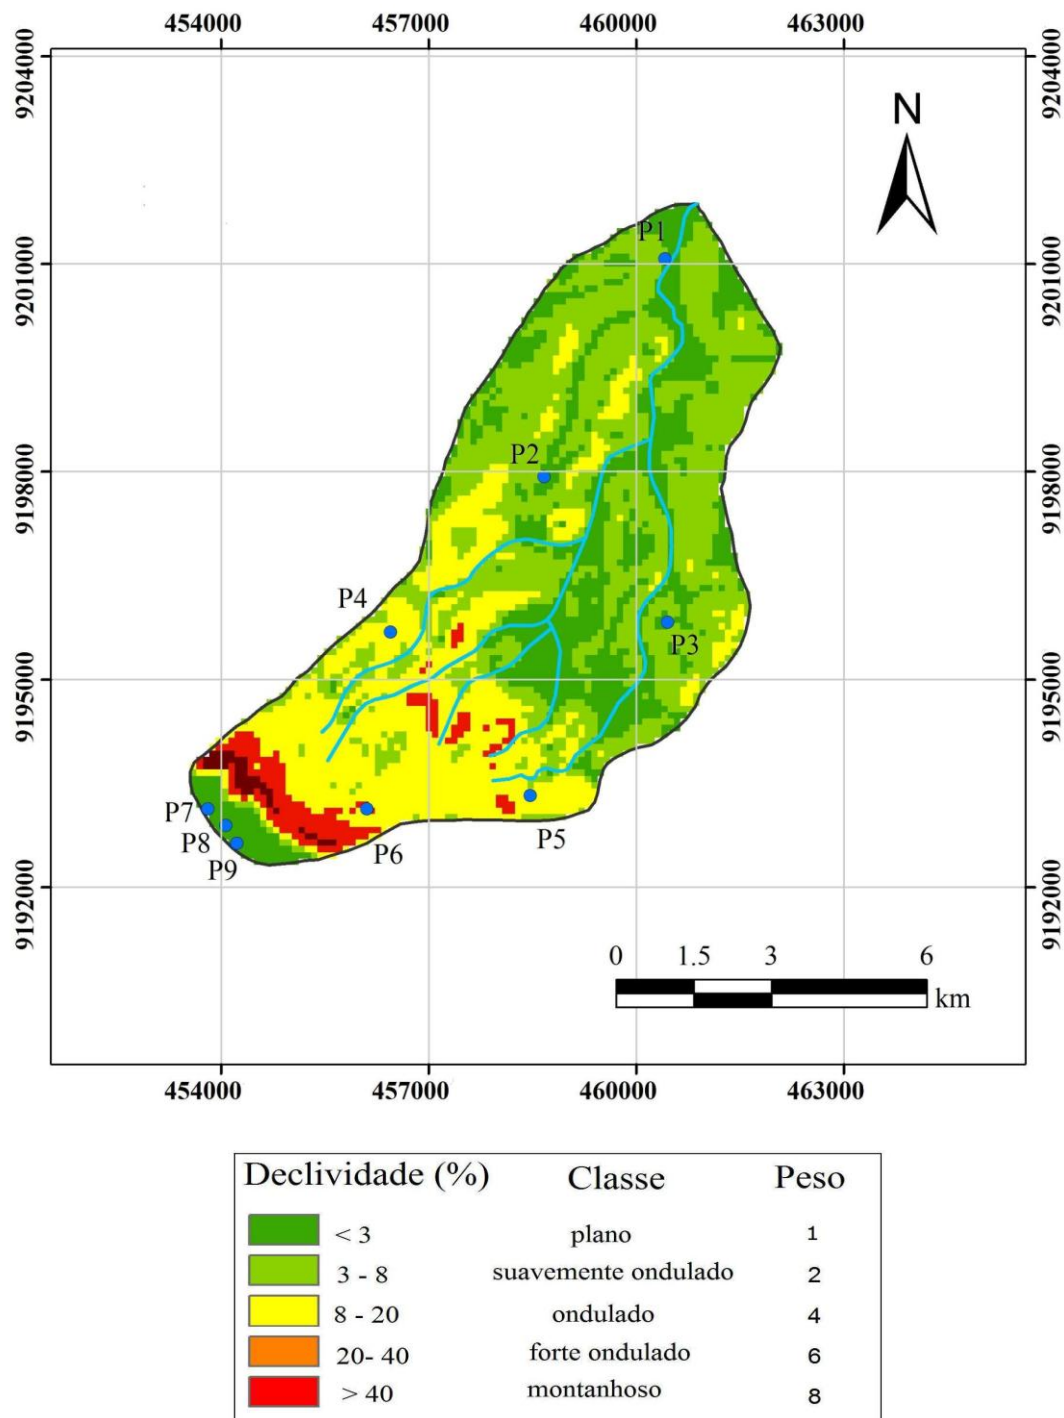 454000 457000 460000 463000
9204000 9204000
N
P1
9201000 9201000
P2
9198000 9198000
P4
P3
9195000 9195000
P7
P8
P9
P6
P5
9192000 9192000
0 1.5 3 6
km
454000 457000 460000 463000
Declividade (%) Classe Peso
< 3 plano 1
3 - 8 suavemente ondulado 2
8 - 20 ondulado 4
20- 40 forte ondulado 6
> 40 montanhoso 8